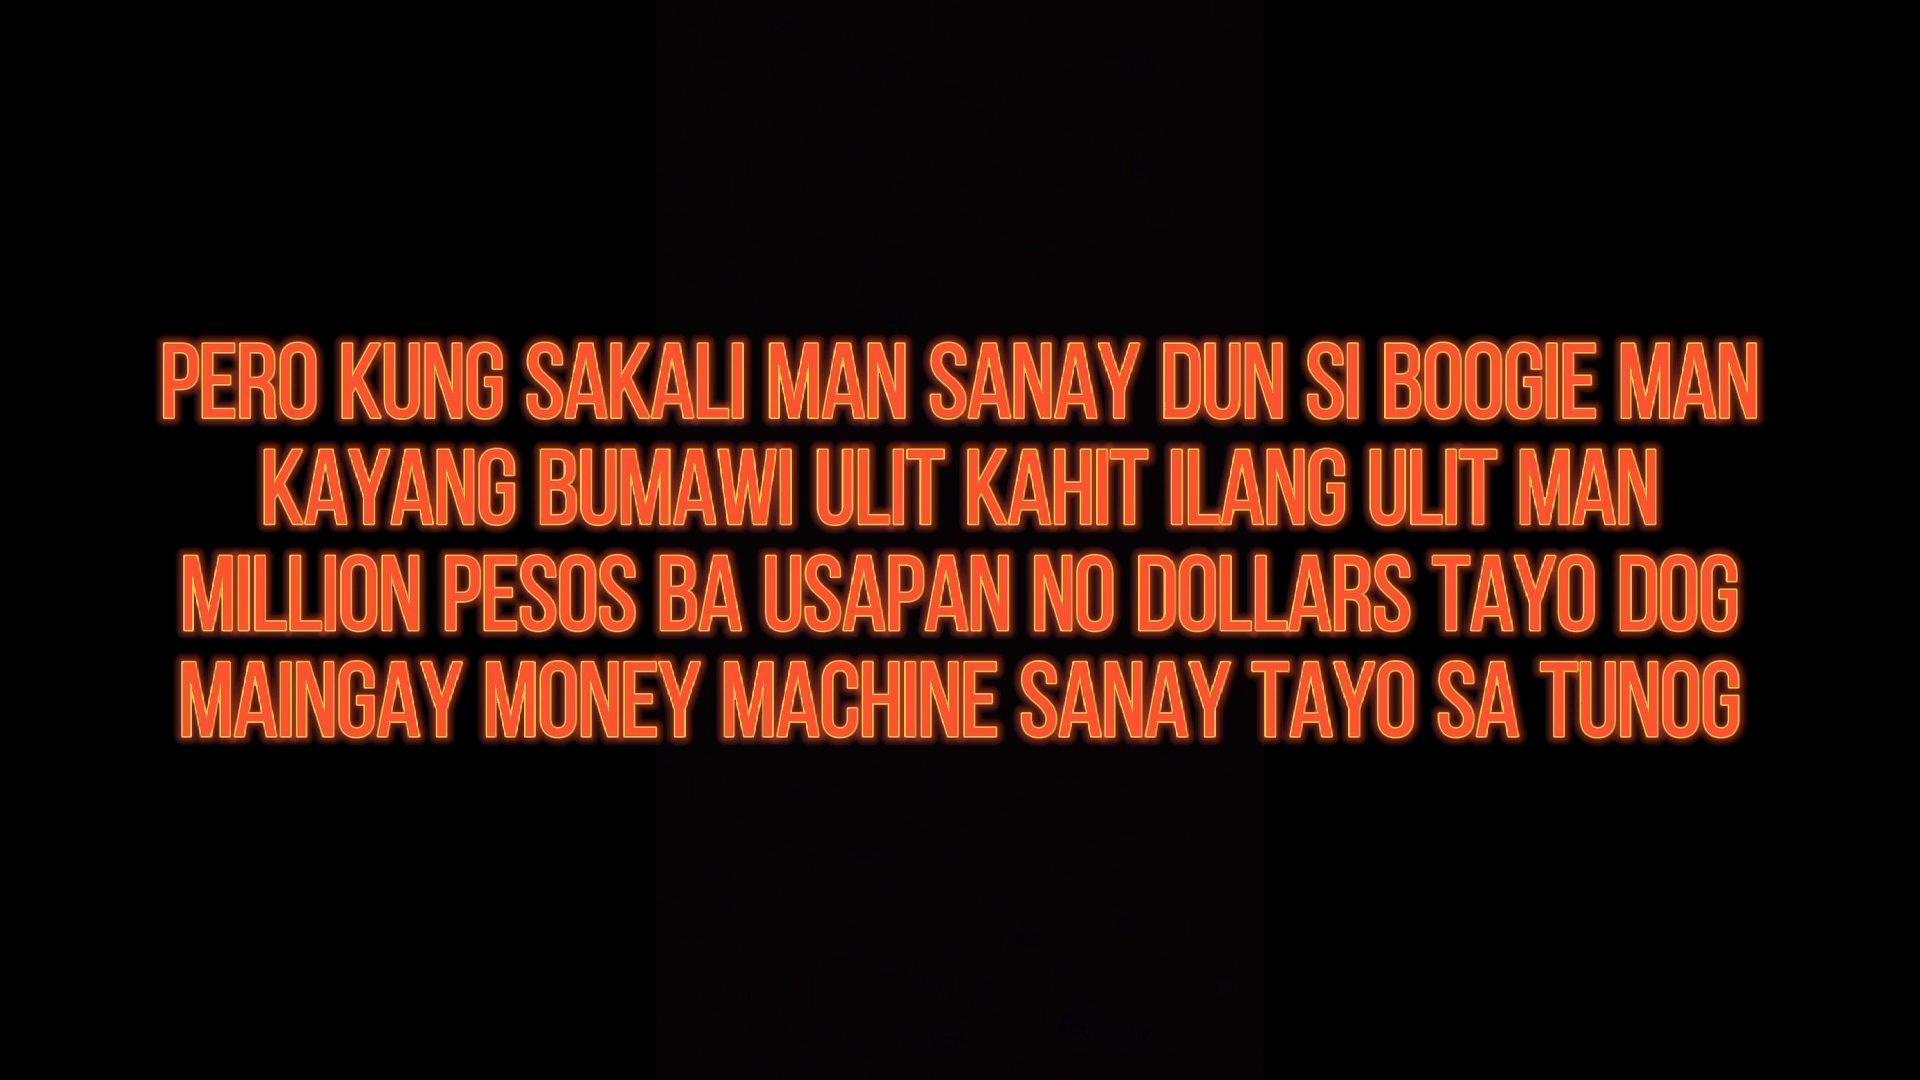 PERO KUNG SAKALI MAN SANAY DUN SI BOOGIE MAN
KAYANG BUMAWI ULIT KAHIT ILANG ULIT MAN
MILLION PESOS BA USAPAN NO DOLLARS TAYO DOG
MAINGAY MONEY MACHINE SANAY TAYO SA TUNOG